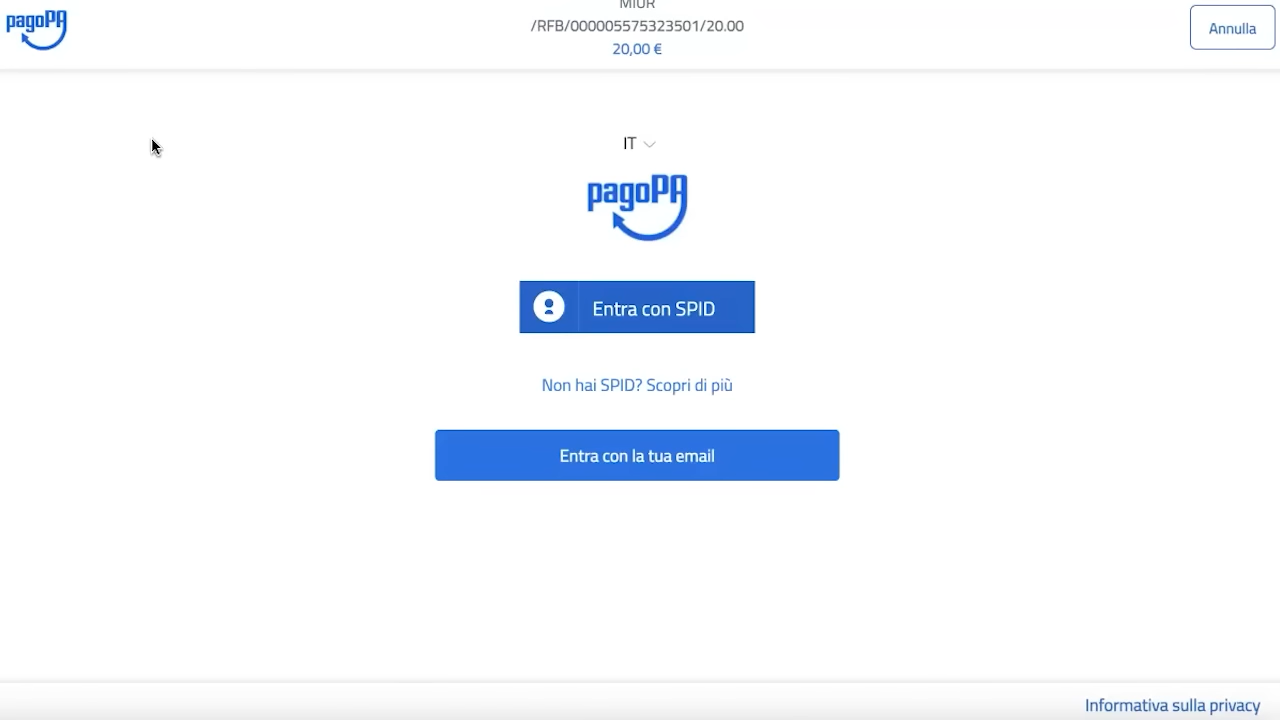 pagoPA
MIUR
/RFB/000005575323501/20.00
20,00 €
Annulla
IT
pagoPA
Entra con SPID
Non hai SPID? Scopri di più
Entra con la tua email
Informativa sulla privacy